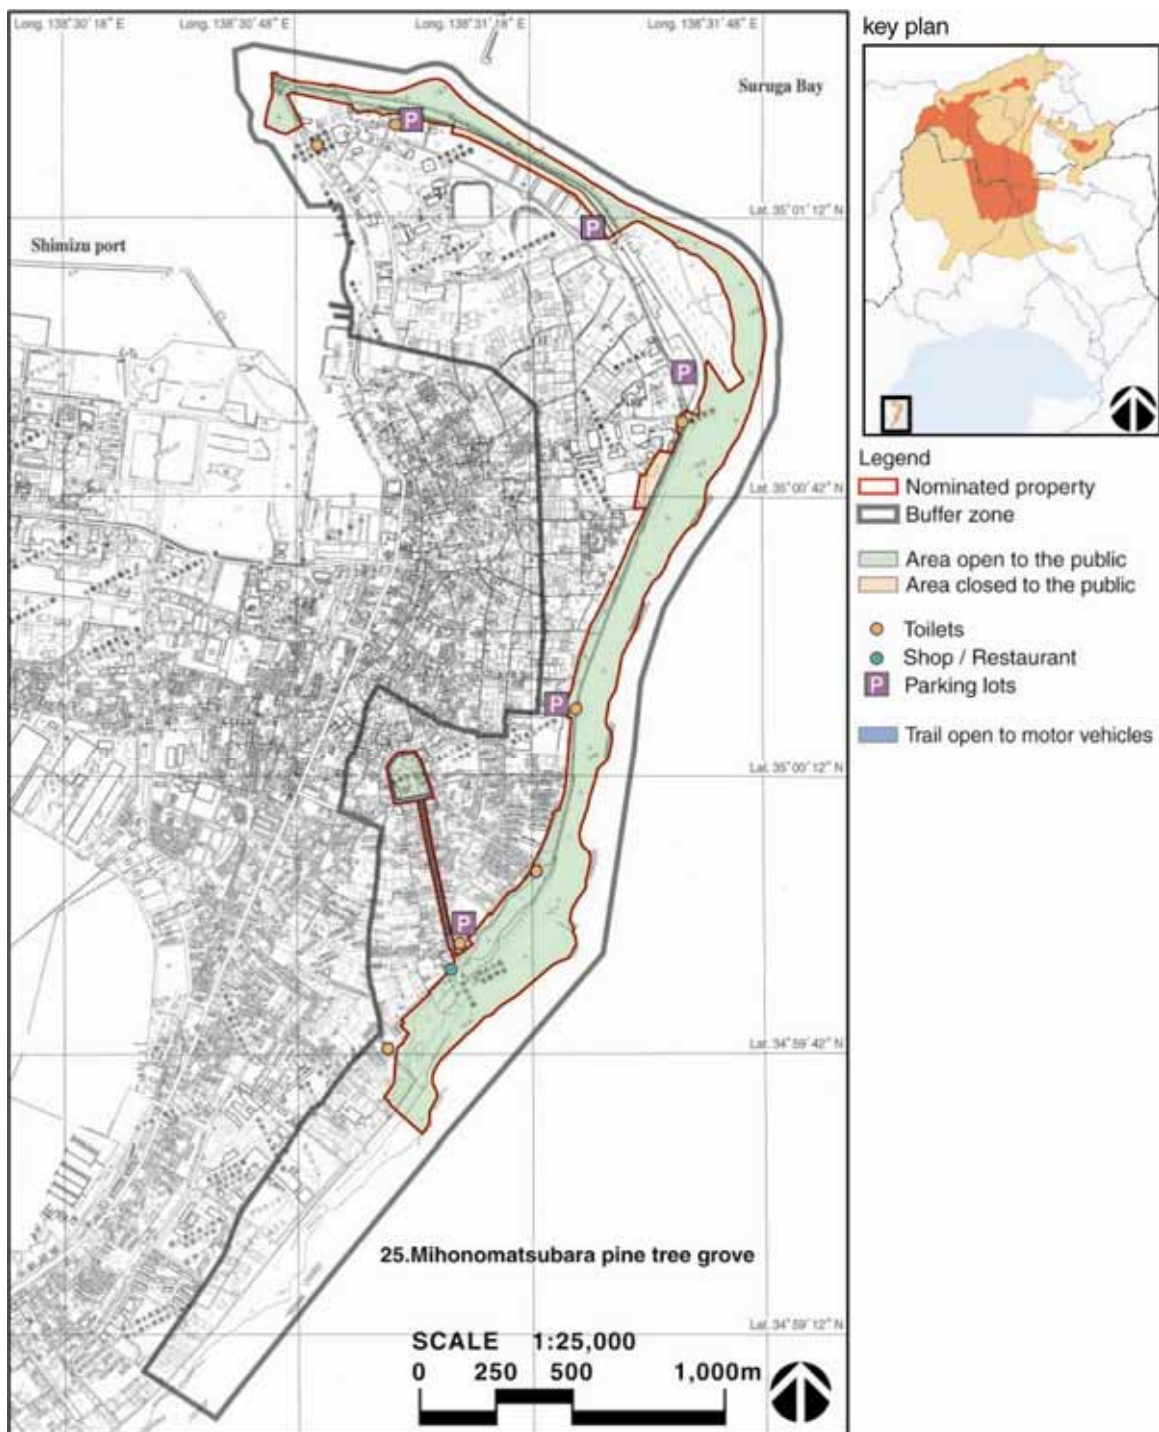 Long. 138°30′18″ E
Long. 138°30′48″ E
Long. 138°31′18″ E
Long. 138°31′48″ E
key plan
Suruga Bay
P
Lat. 35°01′12″ N
P
Shimizu port
P
Legend
Nominated property
Lat. 35°00′42″ N
Buffer zone
Area open to the public
Area closed to the public
Toilets
Shop / Restaurant
P Parking lots
P
Trail open to motor vehicles
Lat. 35°00′12″ N
P
Lat. 34°59′42″ N
25.Mihonomatsubara pine tree grove
Lat. 34°59′12″ N
SCALE 1:25,000
0 250 500 1,000m